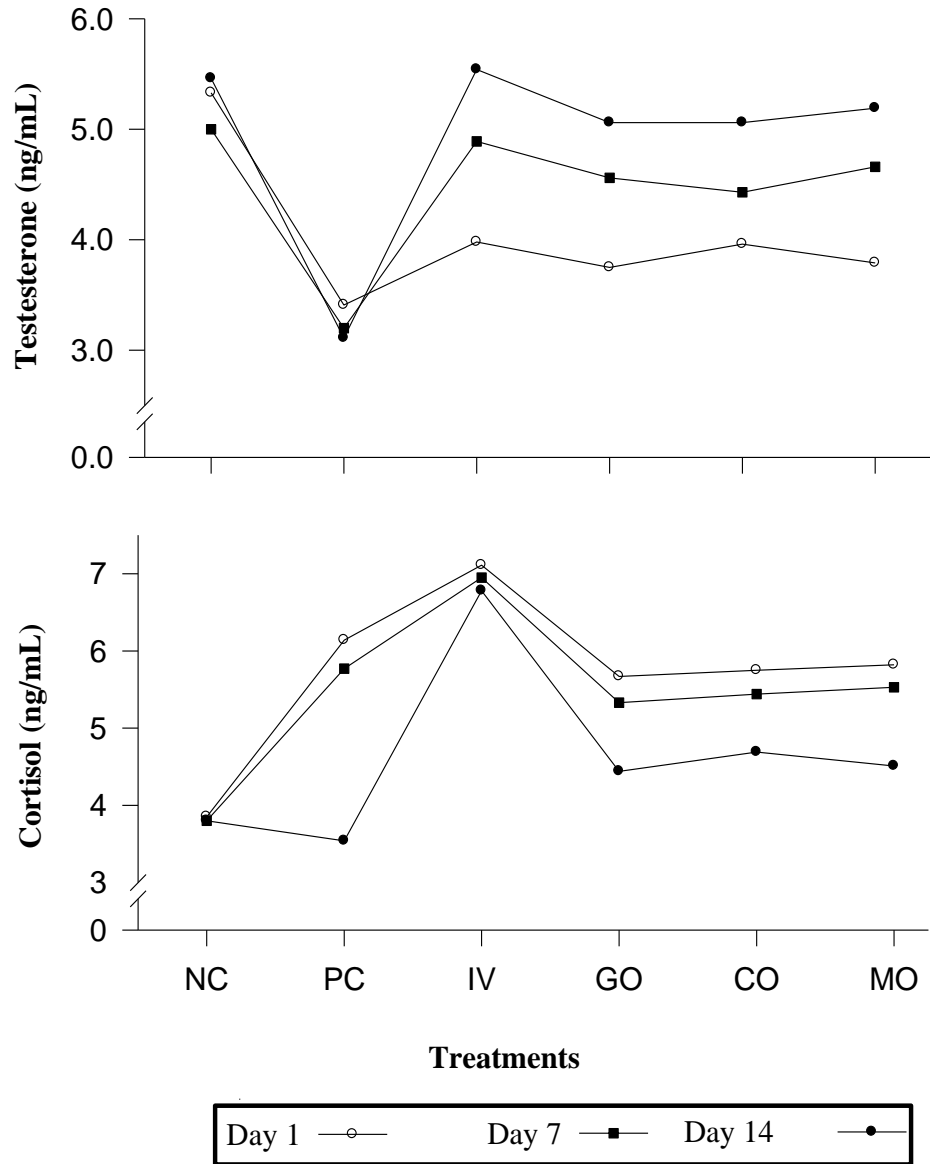 6.0
5.0
4.0
3.0
0.0
Testesterone (ng/mL)
7
6
5
4
3
0
Cortisol (ng/mL)
NC PC IV GO CO MO
Treatments
Day 1 Day 7 Day 14